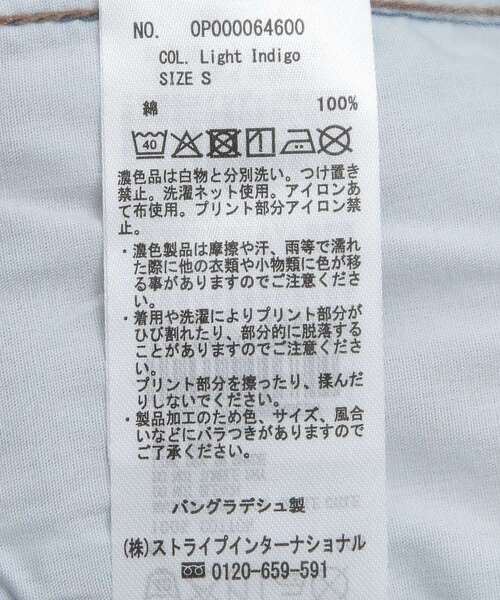 NO. 0P000064600
COL. Light Indigo
SIZE S
綿 100%
40
濃色品は白物と分別洗い。つけ置き
禁止。洗濯ネット使用。アイロンあ
て布使用。プリント部分アイロン禁
止。
・濃色製品は摩擦や汗、雨等で濡れ
た際に他の衣類や小物類に色が移
る事がありますのでご注意くださ
い。
・着用や洗濯によりプリント部分が
ひび割れたり、部分的に脱落する
ことがありますのでご注意くださ
い。
プリント部分を擦ったり、揉んだ
りしないでください。
・製品加工のため色、サイズ、風合
いなどにバラつきがありますので
ご了承ください。
バングラデシュ製
(株)ストライプインターナショナル
0120-659-591